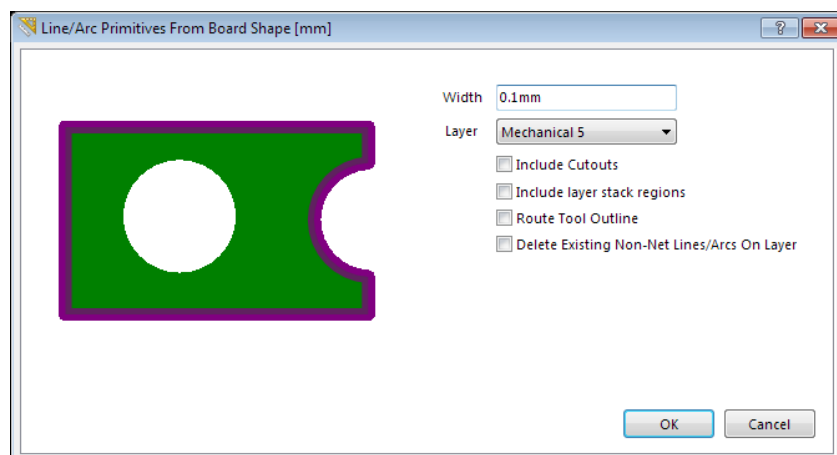 Line/Arc Primitives From Board Shape [mm]
Width 0.1mm
Layer Mechanical 5
Include Cutouts
Include layer stack regions
Route Tool Outline
Delete Existing Non-Net Lines/Arcs On Layer
OK Cancel